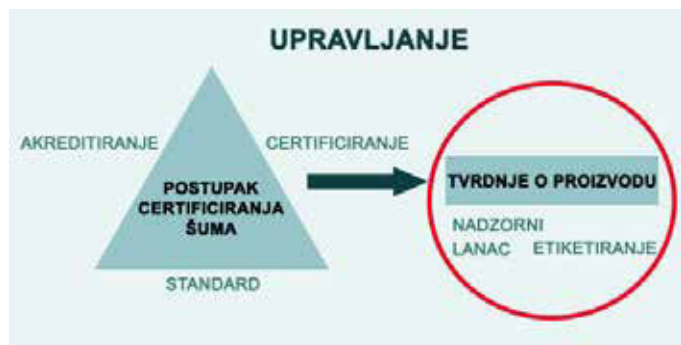 UPRAVLJANJE
AKREDITIRANJE
CERTIFICIRANJE
POSTUPAK
CERTIFICIRANJA
ŠUMA
STANDARD
TVRDNJE O PROIZVODU
NADZORNI
LANAC ETIKETIRANJE